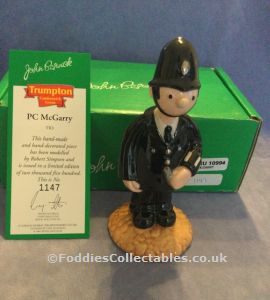 John Beswick
Trumpton
PC McGarry
TR3
This hand-made
and hand decorated piece
has been modelled
by Robert Simpson and
is issued in a limited edition
of two thousand five hundred.
This is No
1147
John Beswick
RU 10994
©FoddiesCollectables.co.uk